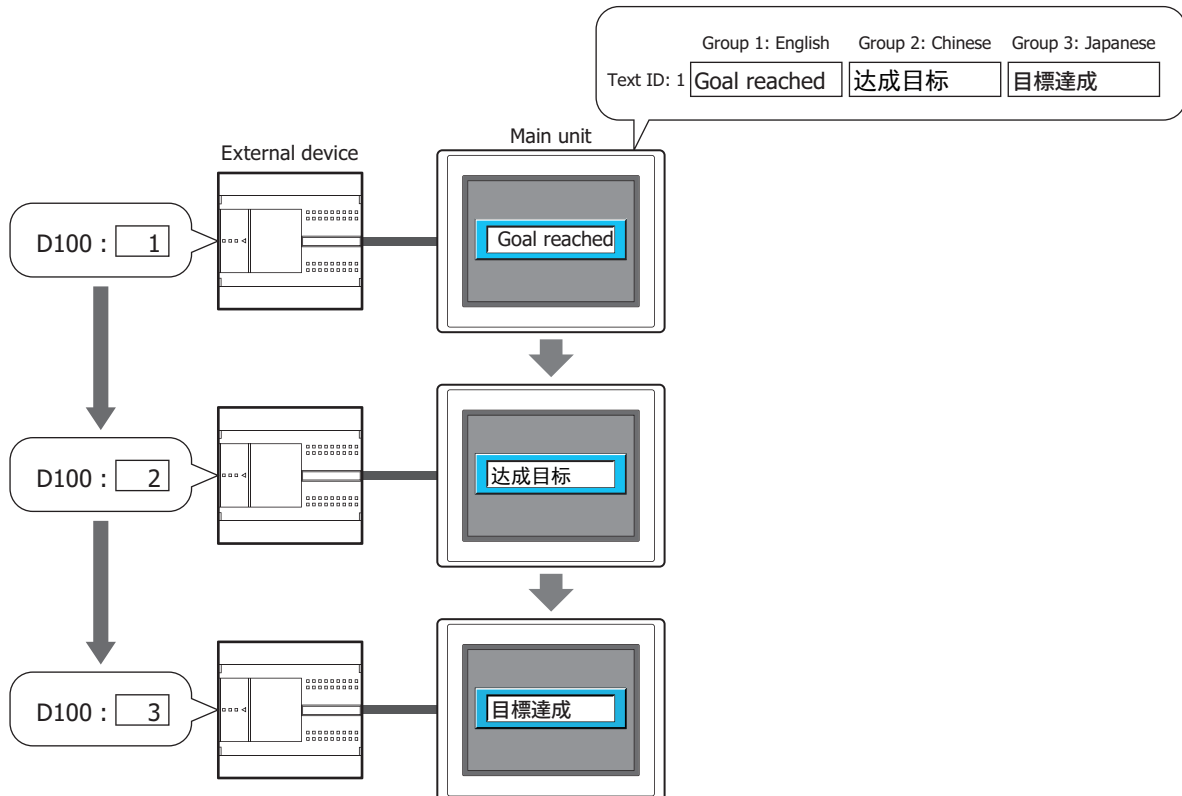 Group 1: English Group 2: Chinese Group 3: Japanese
Text ID: 1 Goal reached 达成目标 目標達成
Main unit
External device
D100 : 1
Goal reached
D100 : 2
达成目标
D100 : 3
目標達成